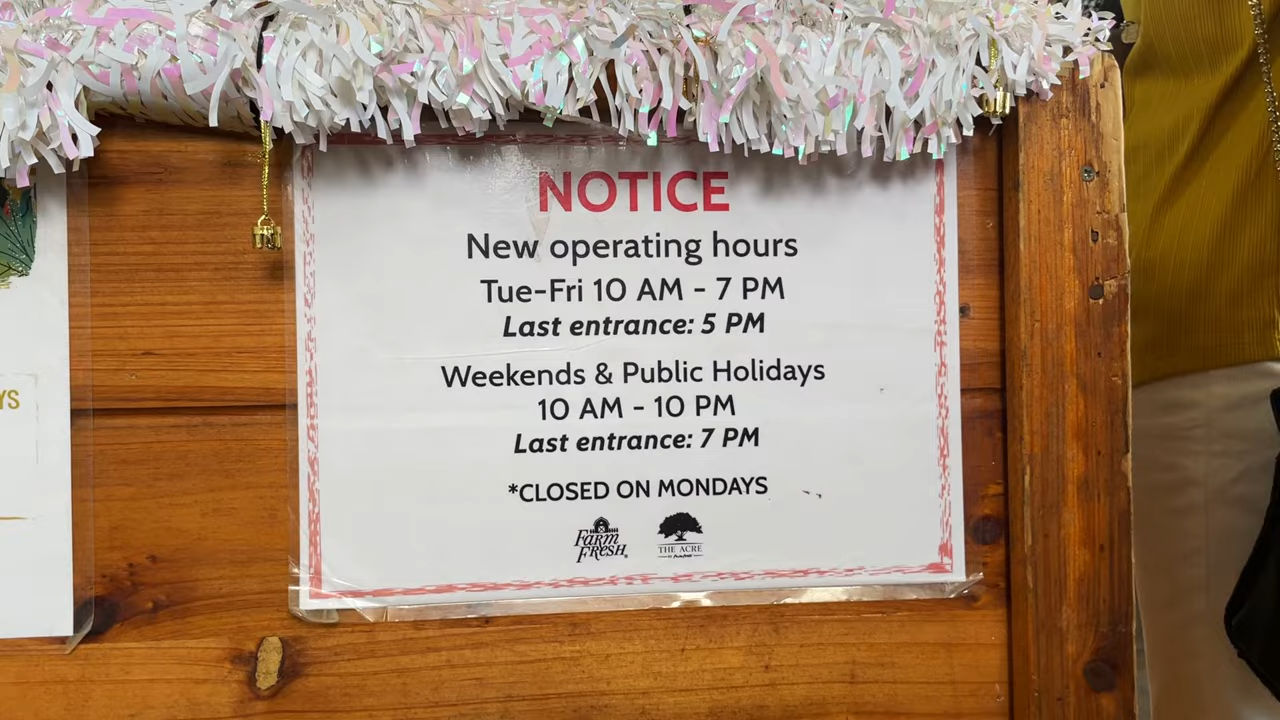 NOTICE
New operating hours
Tue-Fri 10 AM - 7 PM
Last entrance: 5 PM
Weekends & Public Holidays
10 AM - 10 PM
Last entrance: 7 PM
*CLOSED ON MONDAYS
FARM
FRESH
THE ACRE
YS